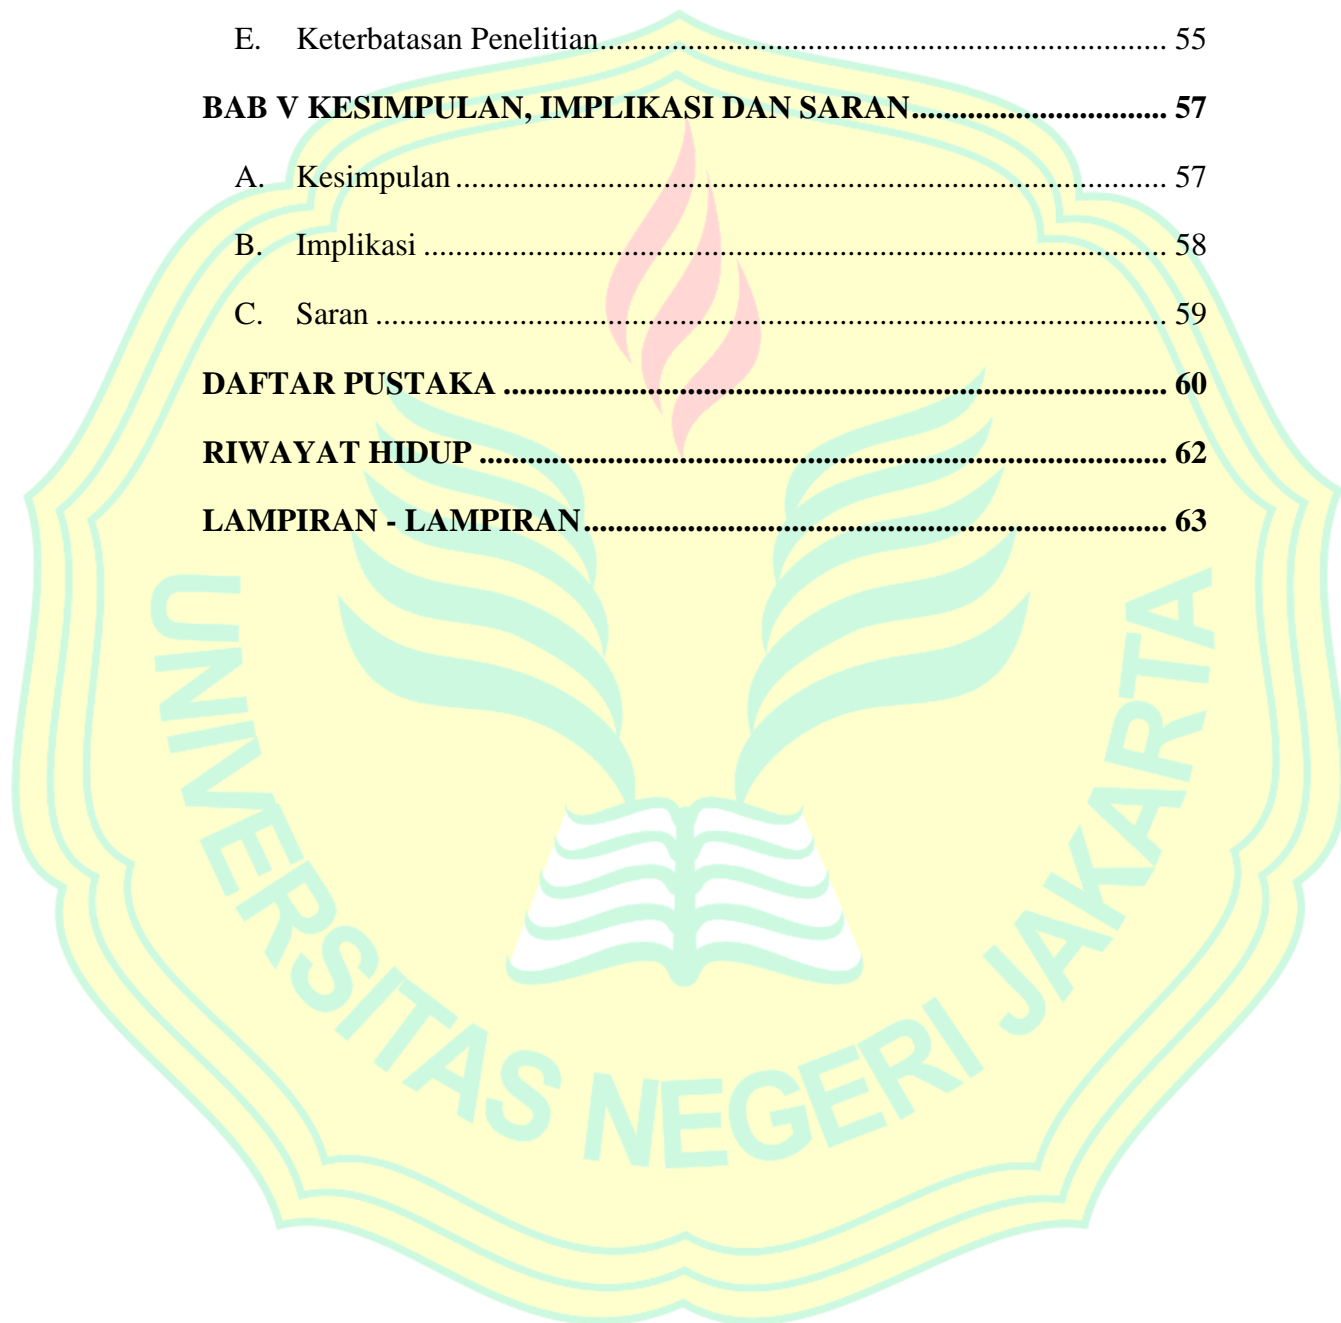 E. Keterbatasan Penelitian...................................................................... 55
BAB V KESIMPULAN, IMPLIKASI DAN SARAN................................ 57
A. Kesimpulan ........................................................................................ 57
B. Implikasi ............................................................................................ 58
C. Saran .................................................................................................. 59
DAFTAR PUSTAKA .................................................................................. 60
RIWAYAT HIDUP ..................................................................................... 62
LAMPIRAN - LAMPIRAN........................................................................ 63
UNIVERSITAS NEGERI JAKARTA